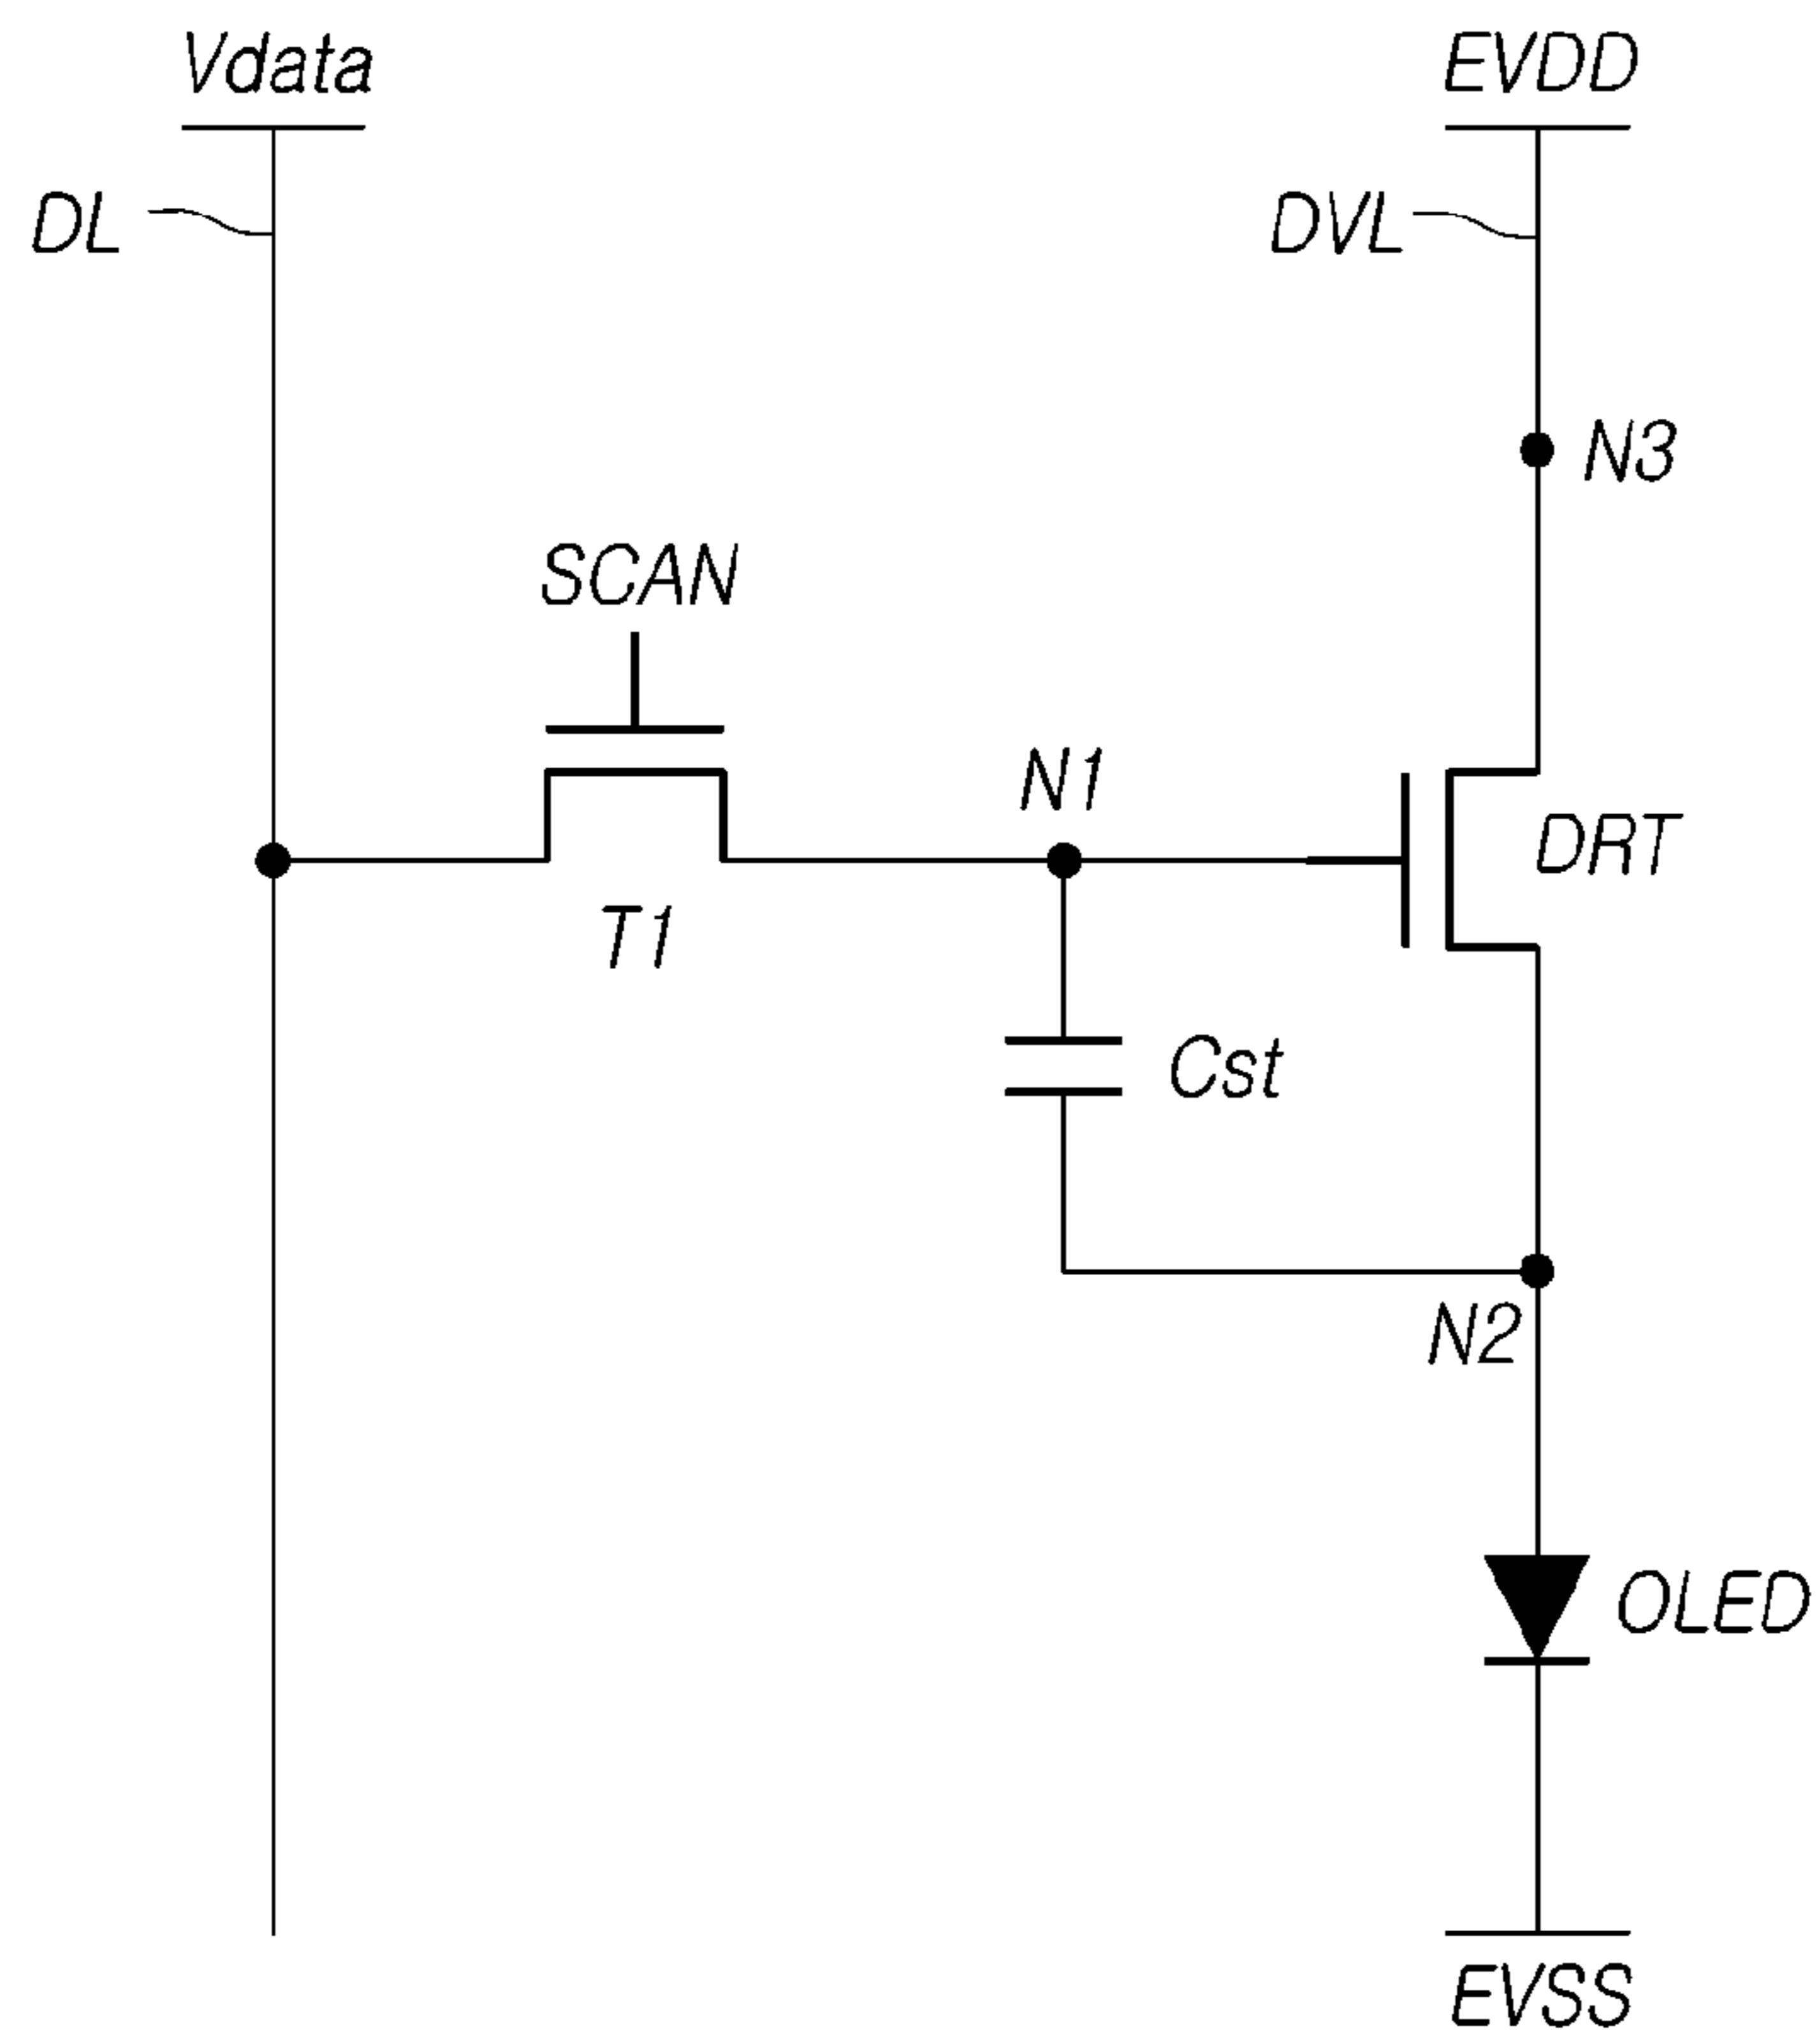 Vdata
EVDD
DL
DVL
N3
SCAN
N1
DRT
T1
Cst
N2
OLED
EVSS